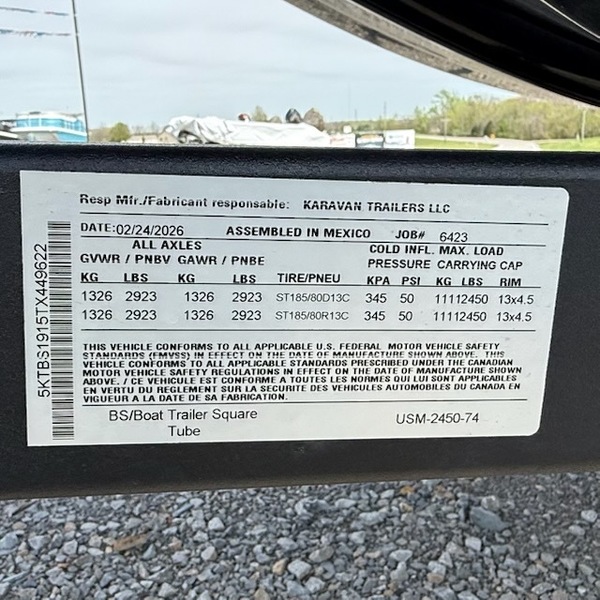 Resp Mfr./Fabricant responsable: KARAVAN TRAILERS LLC
DATE:02/24/2026 ASSEMBLED IN MEXICO JOB# 6423
ALL AXLES COLD INFL. MAX. LOAD
GVWR / PNBV GAWR / PNBE PRESSURE CARRYING CAP
KG LBS KG LBS TIRE/PNEU KPA PSI KG LBS RIM
1326 2923 1326 2923 ST185/80D13C 345 50 11112450 13x4.5
1326 2923 1326 2923 ST185/80R13C 345 50 11112450 13x4.5
THIS VEHICLE CONFORMS TO ALL APPLICABLE U.S. FEDERAL MOTOR VEHICLE SAFETY
STANDARDS (FMVSS) IN EFFECT ON THE DATE OF MANUFACTURE SHOWN ABOVE.
THIS VEHICLE CONFORMS TO ALL APPLICABLE STANDARDS PRESCRIBED UNDER THE CANADIAN
MOTOR VEHICLE SAFETY REGULATIONS IN EFFECT ON THE DATE OF MANUFACTURE SHOWN
ABOVE./ CE VEHICULE EST CONFORME A TOUTES LES NORMES QUI LUI SONT APPLICABLES
EN VERTU DU REGLEMENT SUR LA SECURITE DES VEHICULES AUTOMOBILES DU CANADA EN
VIGUEUR A LA DATE DE SA FABRICATION.
BS/Boat Trailer Square USM-2450-74
Tube
5KTBS1915TX449622